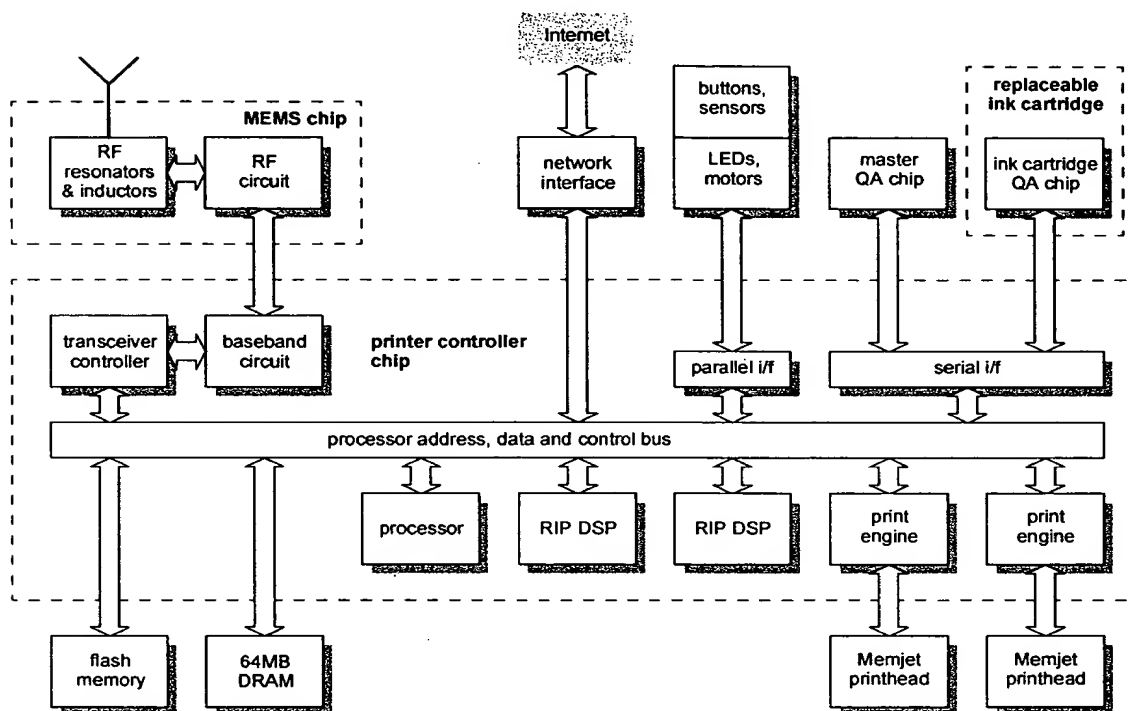 Internet
replaceable
ink cartridge
MEMS chip
buttons,
sensors
RF
resonators
& inductors
RF
circuit
network
interface
LEDs,
motors
master
QA chip
ink cartridge
QA chip
transceiver
controller
baseband
circuit
printer controller
chip
parallel i/f
serial i/f
processor address, data and control bus
processor
RIP DSP
RIP DSP
print
engine
print
engine
flash
memory
64MB
DRAM
Memjet
printhead
Memjet
printhead